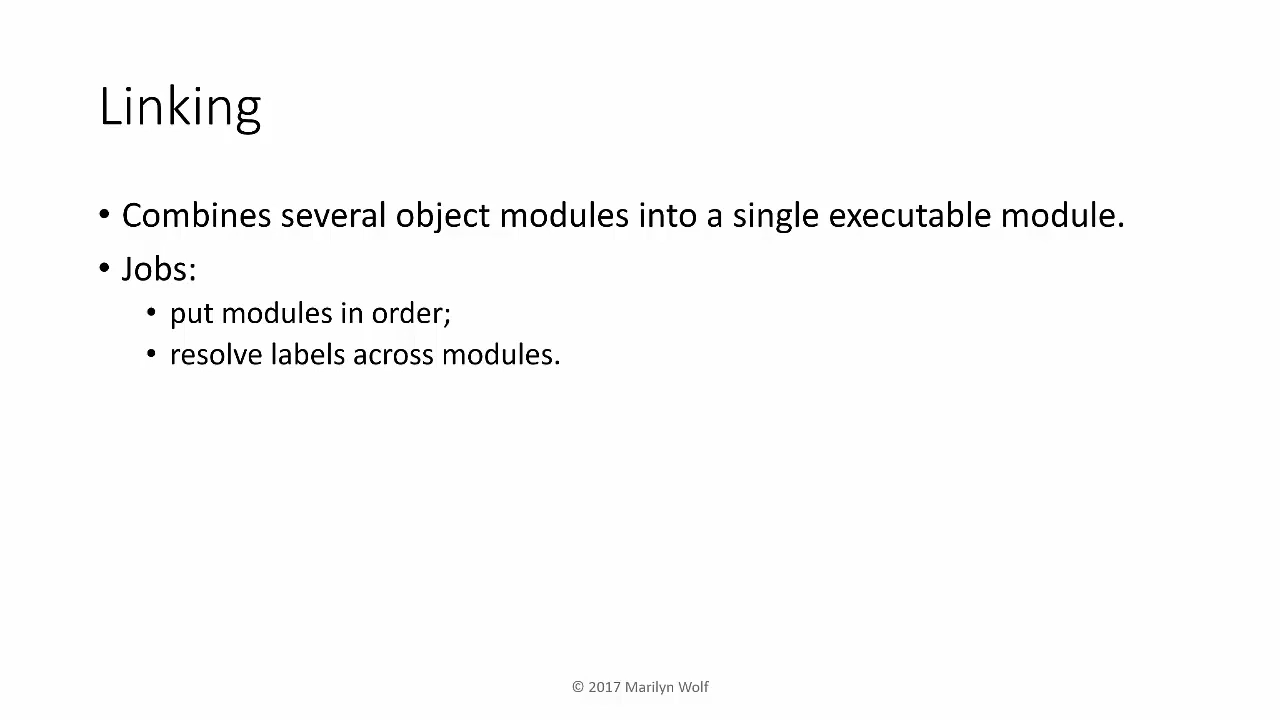 Linking
• Combines several object modules into a single executable module.
• Jobs:
• put modules in order;
• resolve labels across modules.
© 2017 Marilyn Wolf